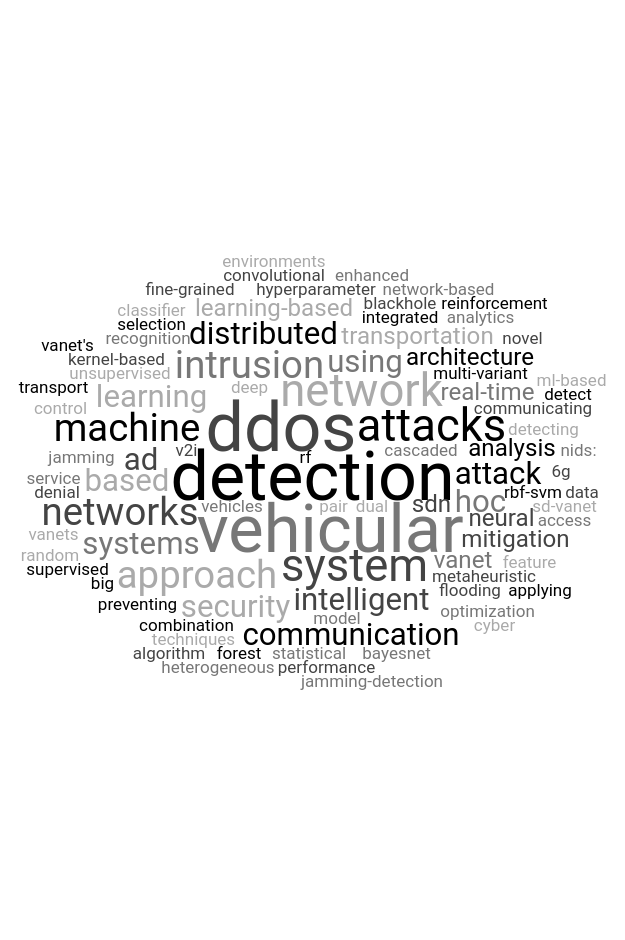 environments
convolutional enhanced
fine-grained hyperparameter network-based
classifier learning-based blackhole reinforcement
selection integrated analytics
vanet's recognition distributed transportation novel
kernel-based intrusion using architecture
unsupervised multi-variant
transport learning deep network real-time ml-based detect
control communicating
machine ddos attacks detecting
jamming ad v2i rf cascaded analysis nids:
service based detection attack 6g
denial rbf-svm data
networks vehicles pair dual sdn hoc sd-vanet
vehicular neural access
vanets systems mitigation
random approach system vanet feature
supervised metaheuristic
big intelligent flooding applying
preventing security optimization
combination model cyber
techniques communication
algorithm forest statistical bayesnet
heterogeneous performance
jamming-detection